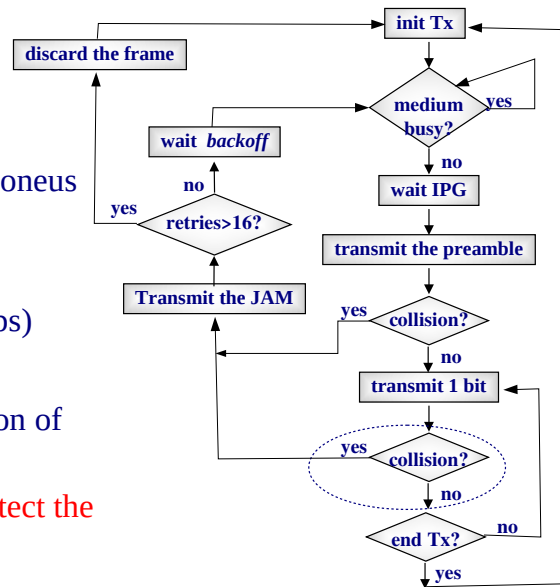 init Tx
discard the frame
medium
busy?
yes
wait backoff
no
wait IPG
oneus
no
yes
retries>16?
transmit the preamble
Transmit the JAM
yes
collision?
os)
no
transmit 1 bit
on of
yes
collision?
no
tect the
end Tx?
no
yes